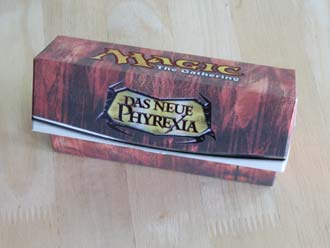 MAGIC
The Gathering
DAS NEUE
PHYREXIA